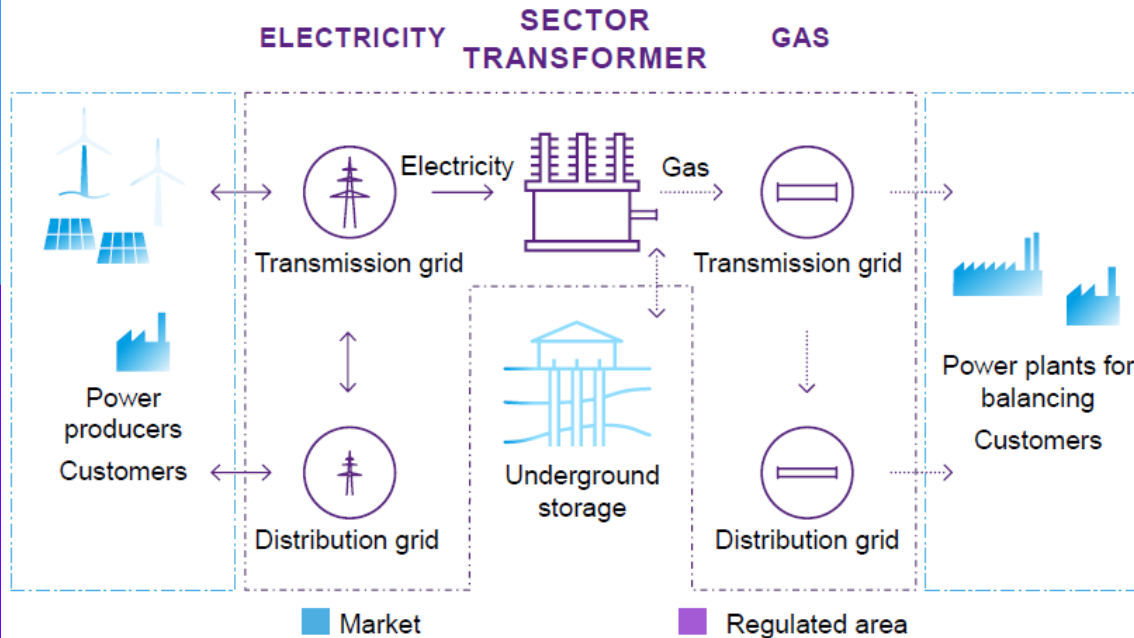 ELECTRICITY
SECTOR
TRANSFORMER
GAS
Electricity
Gas
Transmission grid
Transmission grid
Power
producers
Customers
Underground
storage
Power plants for
balancing
Customers
Distribution grid
Distribution grid
Market
Regulated area